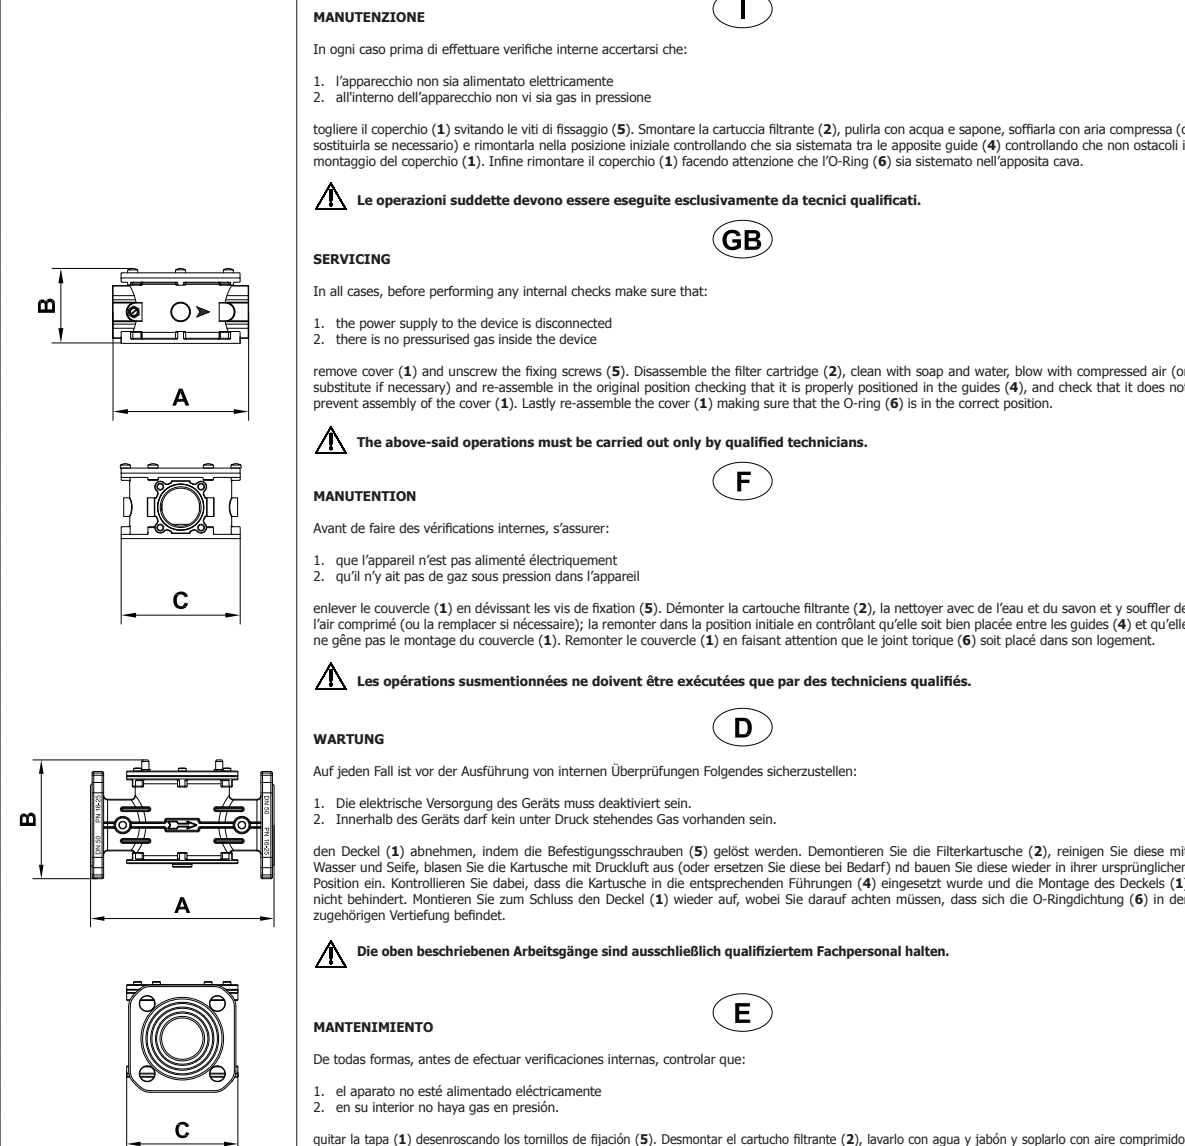 I
MANUTENZIONE
In ogni caso prima di effettuare verifiche interne accertarsi che:
1. l’apparecchio non sia alimentato elettricamente
2. all'interno dell’apparecchio non vi sia gas in pressione
togliere il coperchio (1) svitando le viti di fissaggio (5). Smontare la cartuccia filtrante (2), pulirla con acqua e sapone, soffiarla con aria compressa (o
sostituirla se necessario) e rimontarla nella posizione iniziale controllando che sia sistemata tra le apposite guide (4) controllando che non ostacoli i
montaggio del coperchio (1). Infine rimontare il coperchio (1) facendo attenzione che l’O-Ring (6) sia sistemato nell’apposita cava.
Le operazioni suddette devono essere eseguite esclusivamente da tecnici qualificati.
GB
SERVICING
In all cases, before performing any internal checks make sure that:
1. the power supply to the device is disconnected
2. there is no pressurised gas inside the device
remove cover (1) and unscrew the fixing screws (5). Disassemble the filter cartridge (2), clean with soap and water, blow with compressed air (or
substitute if necessary) and re-assemble in the original position checking that it is properly positioned in the guides (4), and check that it does not
prevent assembly of the cover (1). Lastly re-assemble the cover (1) making sure that the O-ring (6) is in the correct position.
The above-said operations must be carried out only by qualified technicians.
F
MANUTENTION
Avant de faire des vérifications internes, s’assurer:
1. que l’appareil n’est pas alimenté électriquement
2. qu’il n’y ait pas de gaz sous pression dans l’appareil
enlever le couvercle (1) en dévissant les vis de fixation (5). Démonter la cartouche filtrante (2), la nettoyer avec de l’eau et du savon et y souffler de
l’air comprimé (ou la remplacer si nécessaire); la remonter dans la position initiale en contrôlant qu’elle soit bien placée entre les guides (4) et qu’elle
ne gêne pas le montage du couvercle (1). Remonter le couvercle (1) en faisant attention que le joint torique (6) soit placé dans son logement.
Les opérations susmentionnées ne doivent être exécutées que par des techniciens qualifiés.
D
WARTUNG
Auf jeden Fall ist vor der Ausführung von internen Überprüfungen Folgendes sicherzustellen:
1. Die elektrische Versorgung des Geräts muss deaktiviert sein.
2. Innerhalb des Geräts darf kein unter Druck stehendes Gas vorhanden sein.
den Deckel (1) abnehmen, indem die Befestigungsschrauben (5) gelöst werden. Demontieren Sie die Filterkartusche (2), reinigen Sie diese mit
Wasser und Seife, blasen Sie die Kartusche mit Druckluft aus (oder ersetzen Sie diese bei Bedarf) nd bauen Sie diese wieder in ihrer ursprünglichen
Position ein. Kontrollieren Sie dabei, dass die Kartusche in die entsprechenden Führungen (4) eingesetzt wurde und die Montage des Deckels (1)
nicht behindert. Montieren Sie zum Schluss den Deckel (1) wieder auf, wobei Sie darauf achten müssen, dass sich die O-Ringdichtung (6) in der
zugehörigen Vertiefung befindet.
Die oben beschriebenen Arbeitsgänge sind ausschließlich qualifiziertem Fachpersonal halten.
E
MANTENIMIENTO
De todas formas, antes de efectuar verificaciones internas, controlar que:
1. el aparato no esté alimentado eléctricamente
2. en su interior no haya gas en presión.
quitar la tapa (1) desenroscando los tornillos de fijación (5). Desmontar el cartucho filtrante (2), lavarlo con agua y jabón y soplarlo con aire comprimido
B
A
C
B
PN 16-25
DN 50
DN 50
PN 16-25
A
C